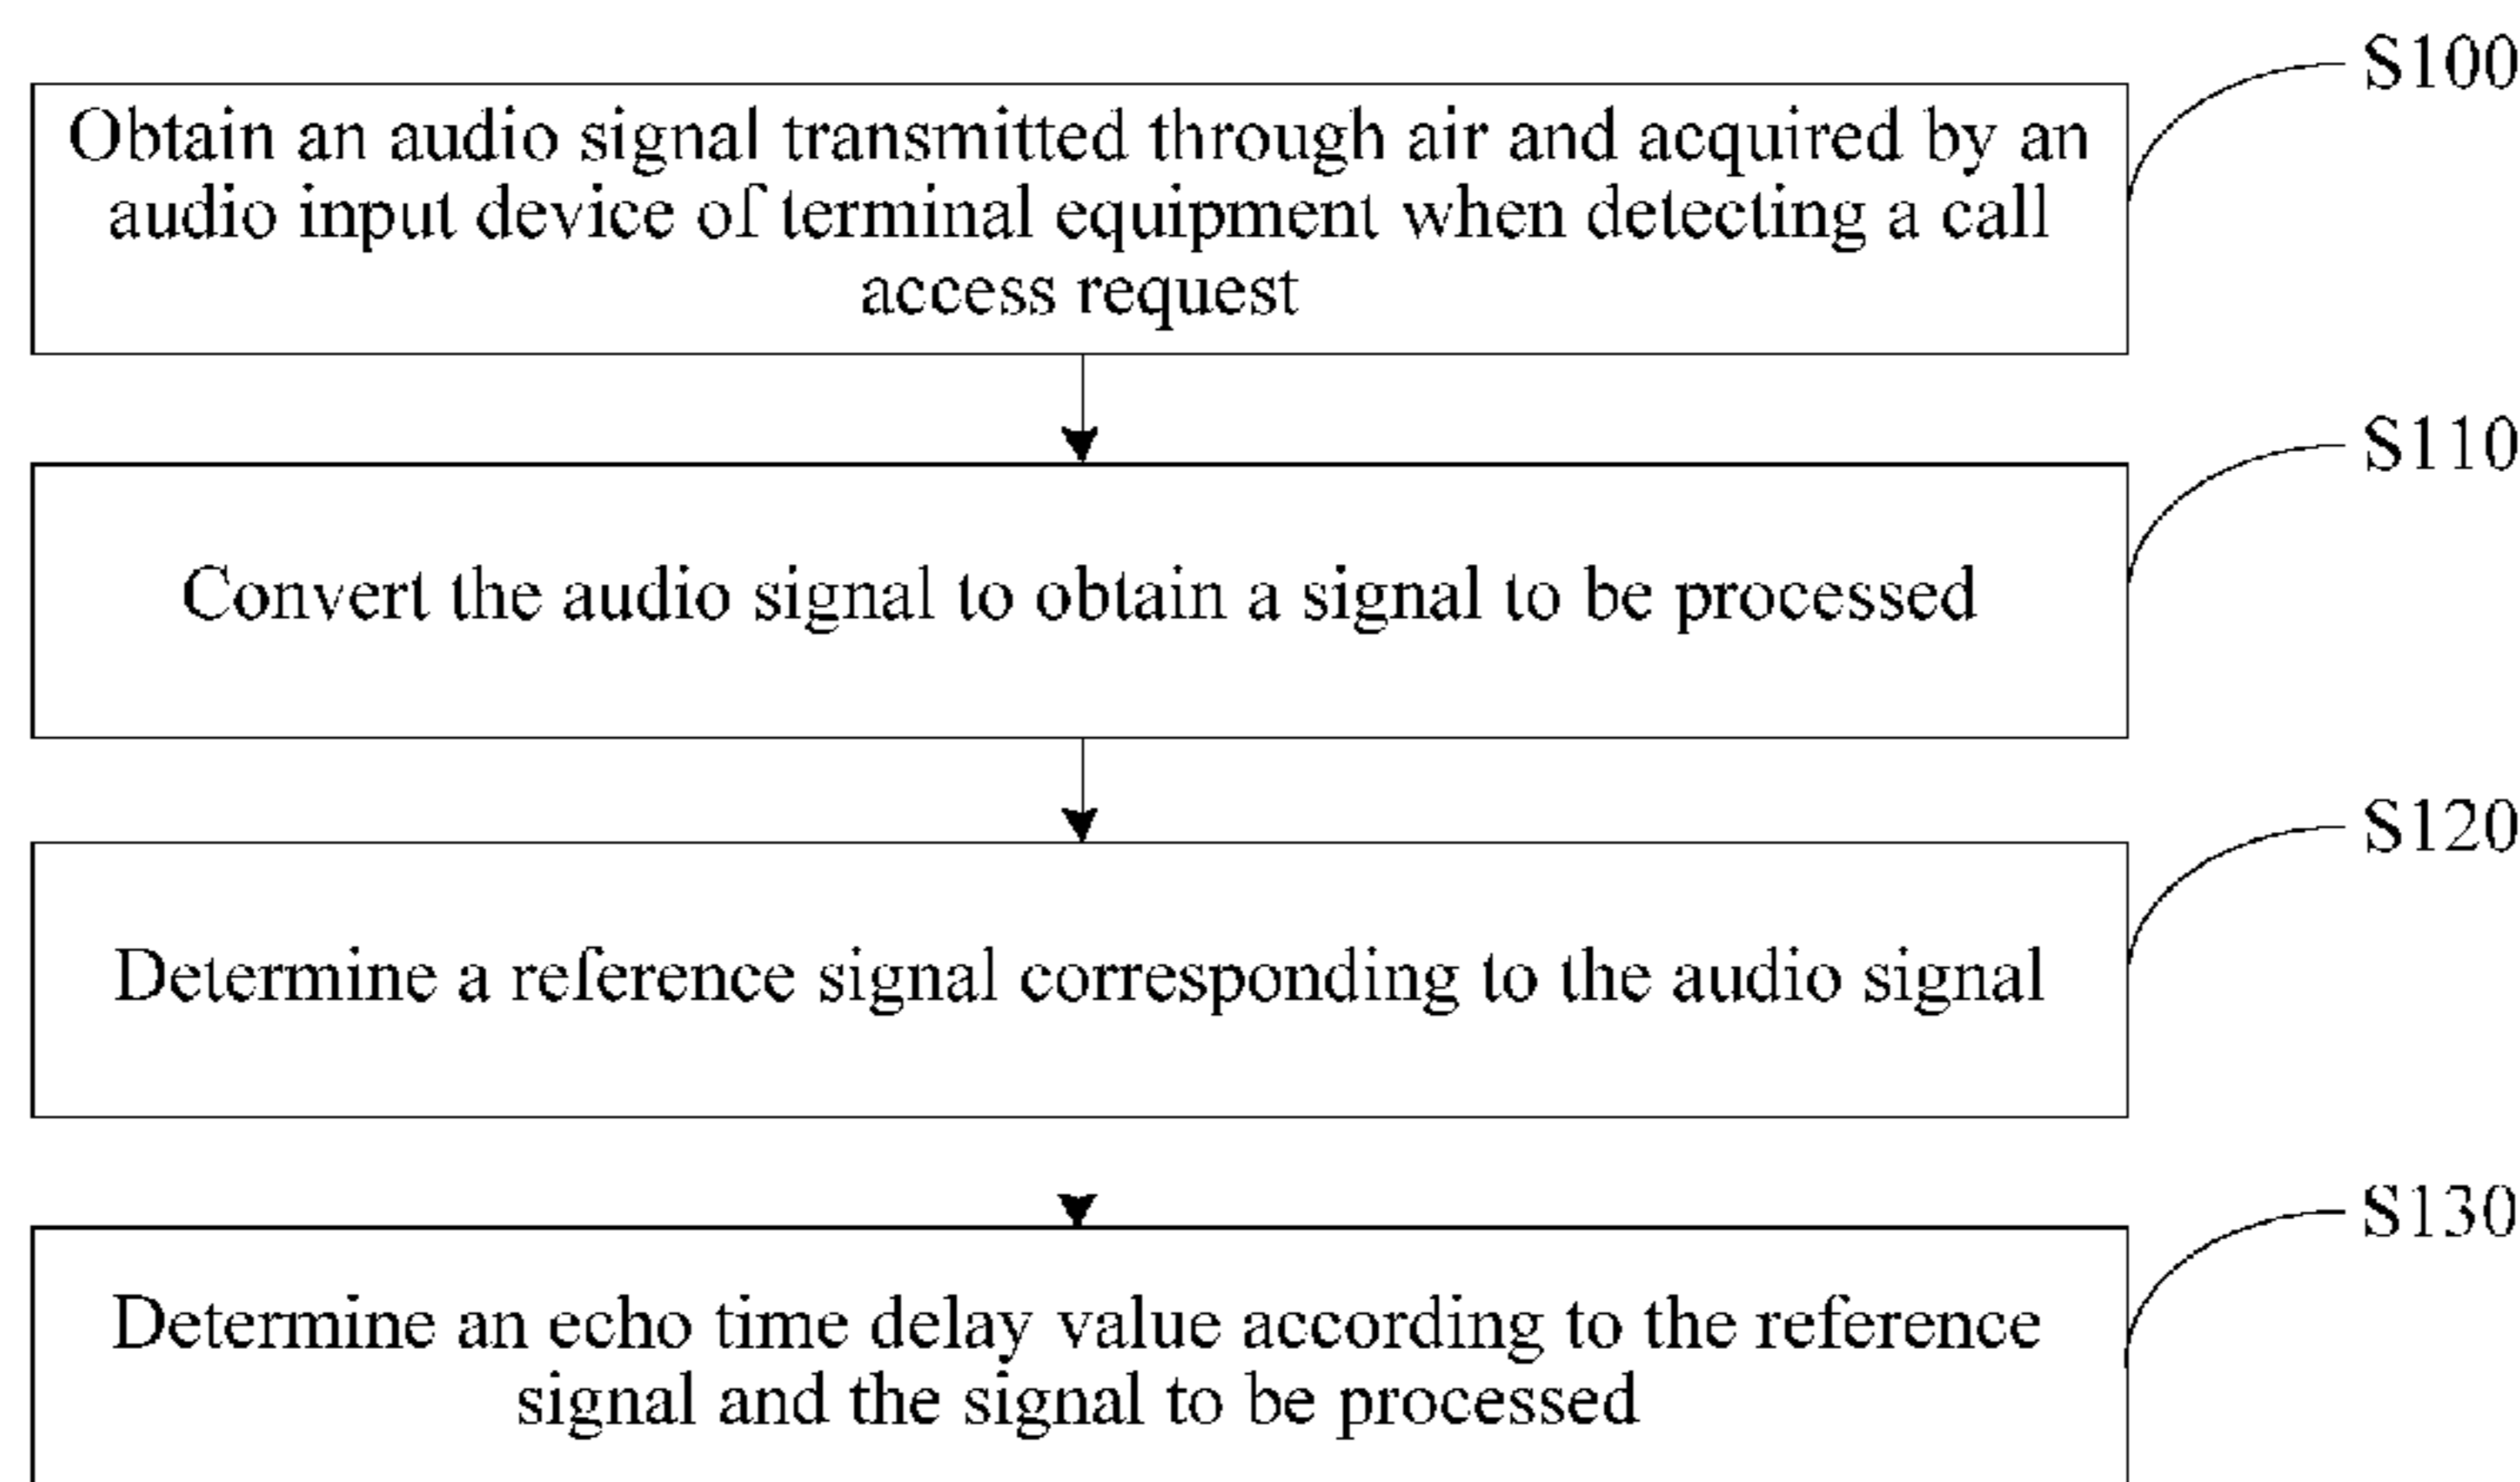 S100
Obtain an audio signal transmitted through air and acquired by an
audio input device of terminal equipment when detecting a call
access request
S110
Convert the audio signal to obtain a signal to be processed
S120
Determine a reference signal corresponding to the audio signal
S130
Determine an echo time delay value according to the reference
signal and the signal to be processed